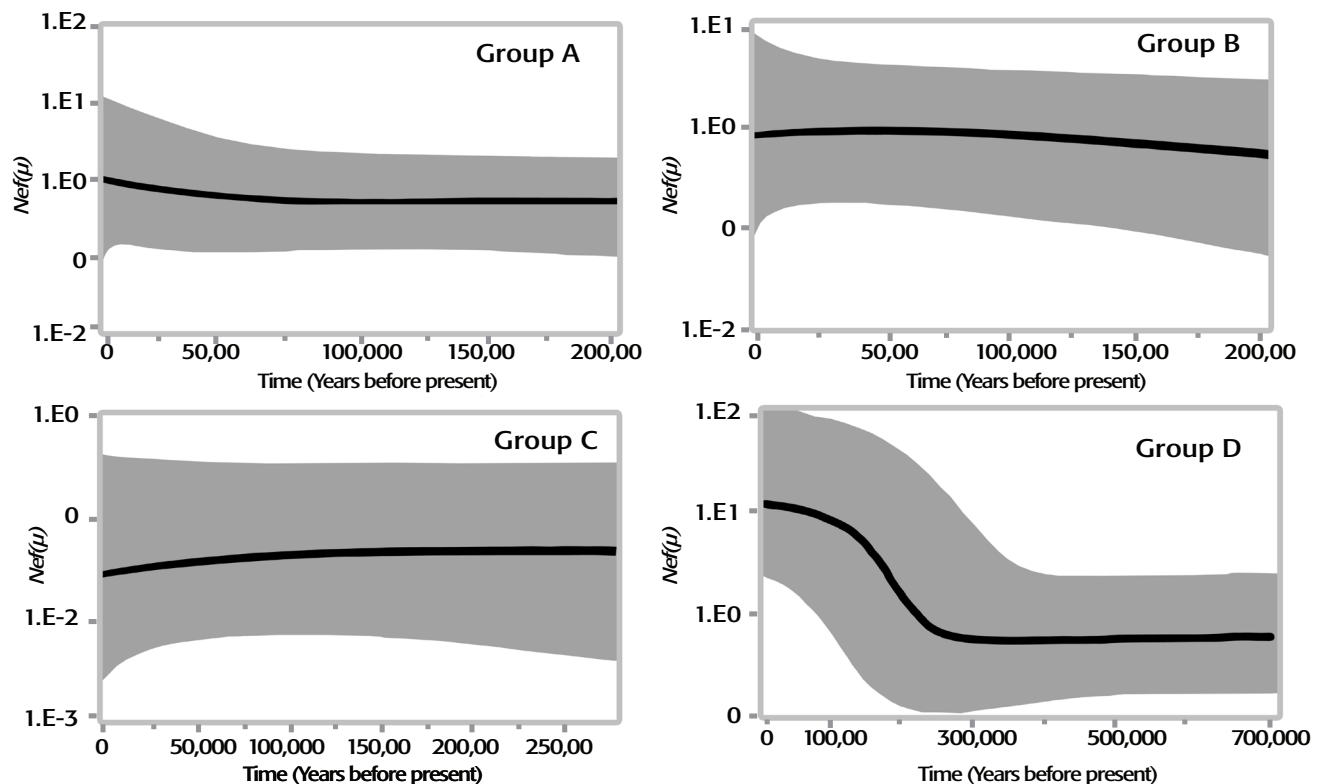 Group A
1.E2
1.E1
1.E0
0
1.E-2
Nef(μ)
0 50,00 100,000 150,00 200,00
Time (Years before present)
Group B
1.E1
1.E0
0
1.E-2
Nef(μ)
0 50,00 100,000 150,00 200,00
Time (Years before present)
Group C
1.E0
0
1.E-2
1.E-3
Nef(μ)
0 50,000 100,000 150,00 200,00 250,00
Time (Years before present)
Group D
1.E2
1.E1
1.E0
0
Nef(μ)
0 100,00 300,000 500,000 700,000
Time (Years before present)